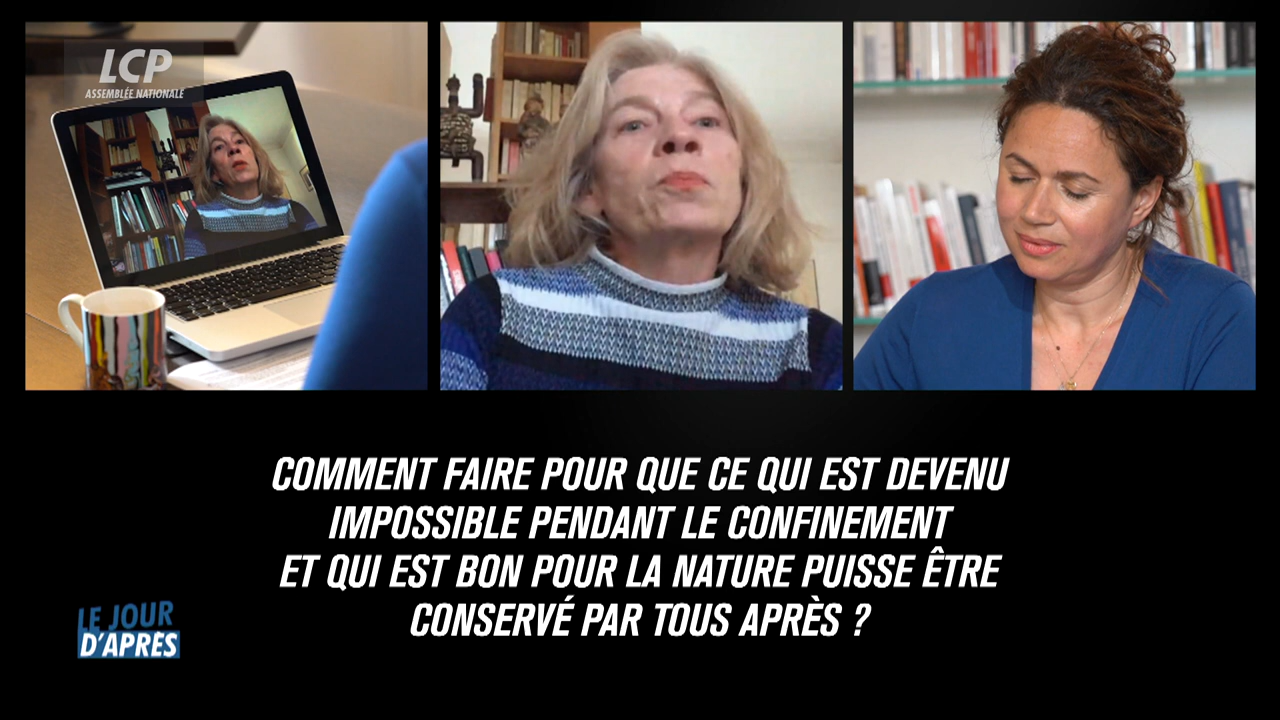 LCP
ASSEMBLÉE NATIONALE
COMMENT FAIRE POUR QUE CE QUI EST DEVENU
IMPOSSIBLE PENDANT LE CONFINEMENT
ET QUI EST BON POUR LA NATURE PUISSE ÊTRE
CONSERVÉ PAR TOUS APRÈS ?
LE JOUR
D'APRÈS